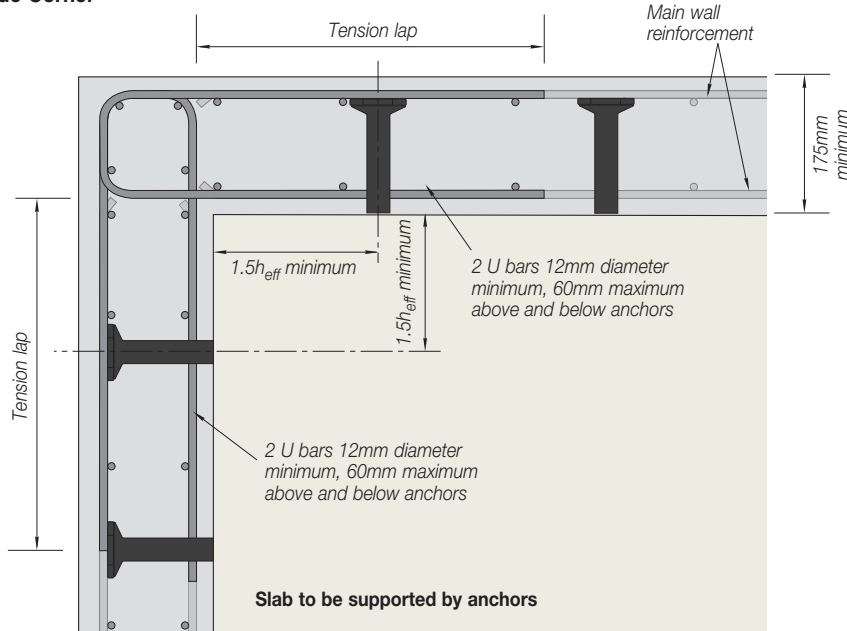 Tension lap
Main wall
reinforcement
175mm
minimum
1.5heff minimum
1.5heff minimum
2 U bars 12mm diameter
minimum, 60mm maximum
above and below anchors
Tension lap
2 U bars 12mm diameter
minimum, 60mm maximum
above and below anchors
Slab to be supported by anchors